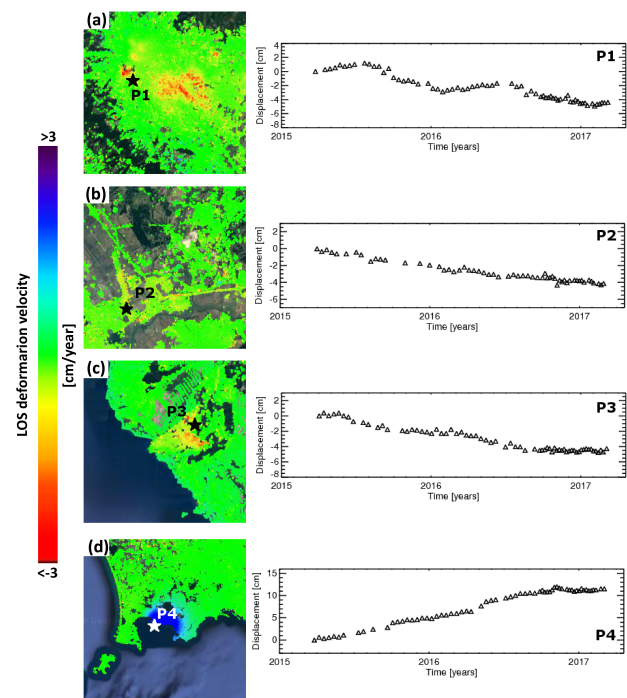 (a)
P1
Displacement [cm]
4
2
0
-2
-4
-6
-8
P1
2015
2016
2017
Time [years]
>3
LOS deformarion velocity
[cm/year]
<-3
(b)
P2
Displacement [cm]
2
0
-2
-4
-6
P2
2015
2016
2017
Time [years]
(c)
P3
Displacement [cm]
2
0
-2
-4
-6
-8
P3
2015
2016
2017
Time [years]
(d)
P4
Displacement [cm]
15
10
5
0
P4
2015
2016
2017
Time [years]